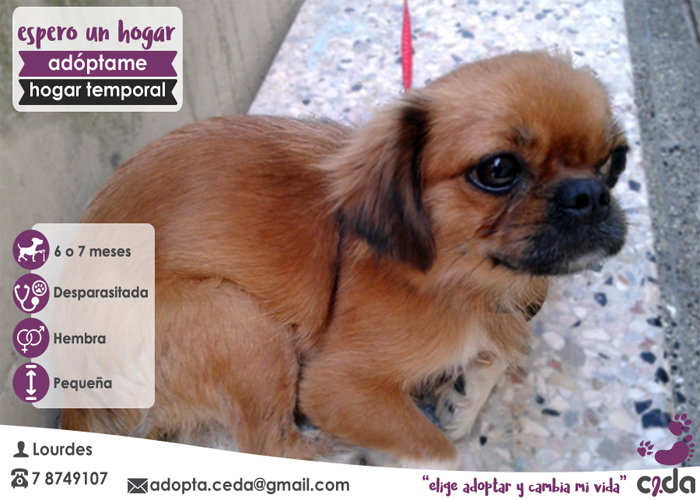 espero un hogar
adóptame
hogar temporal
6 o 7 meses
Desparasitada
Hembra
Pequeña
Lourdes
7 8749107
adopta.ceda@gmail.com
“elige adoptar y cambia mi vida”
ceda